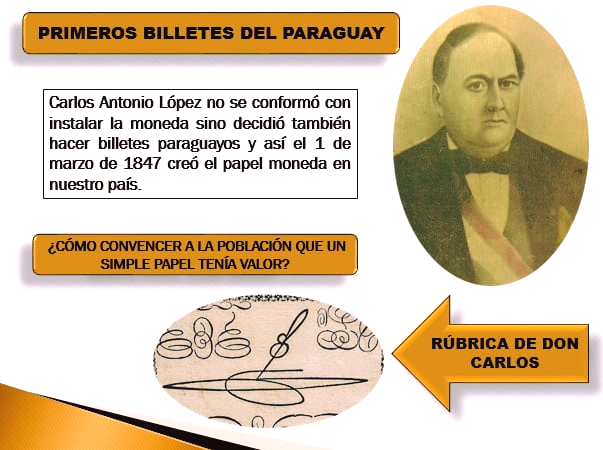 PRIMEROS BILLETES DEL PARAGUAY
Carlos Antonio López no se conformó con
instalar la moneda sino decidió también
hacer billetes paraguayos y así el 1 de
marzo de 1847 creó el papel moneda en
nuestro país.
¿CÓMO CONVENCER A LA POBLACIÓN QUE UN
SIMPLE PAPEL TENÍA VALOR?
RÚBRICA DE DON
CARLOS